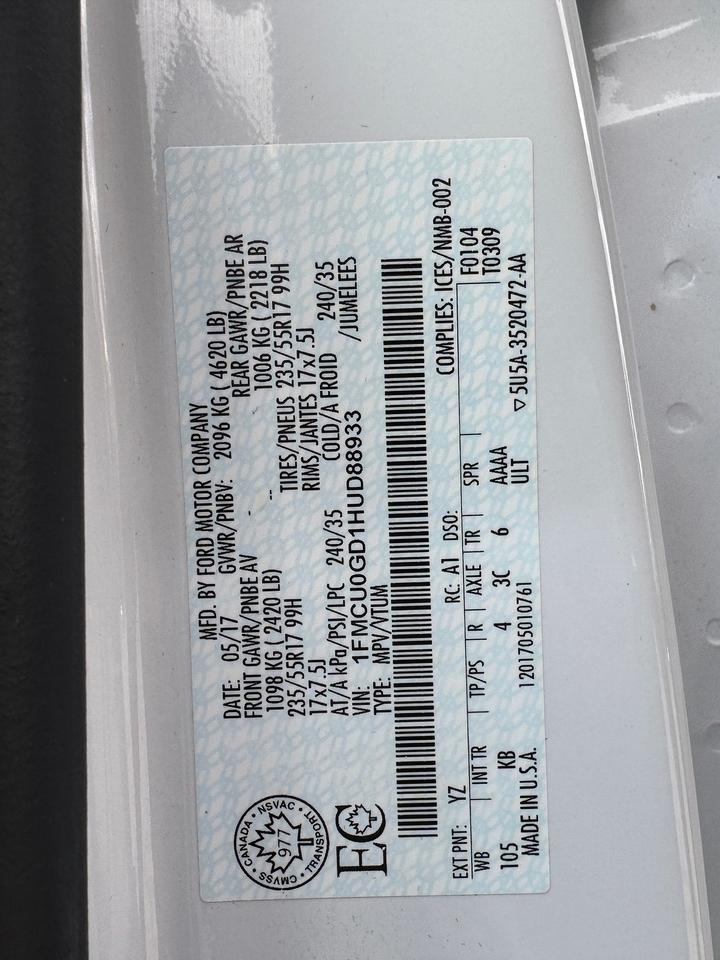 MFD. BY FORD MOTOR COMPANY
DATE: 05/17 GVWR/PNBV: 2096 KG ( 4620 LB)
FRONT GAWR/PNBE AV - REAR GAWR/PNBE AR
1098 KG ( 2420 LB) -- 1006 KG ( 2218 LB)
235/55R17 99H TIRES/PNEUS 235/55R17 99H
17x7.5J RIMS/JANTES 17x7.5J
AT/A kPa/PSI/LPC 240/35 COLD/A FROID 240/35
VIN: 1FMCU0GD1HUD88933 /JUMELEES
TYPE: MPV/VTUM
CANADA • NSVAC • TRANSPORT • CMVSS •
977
EC
COMPLIES: ICES/NMB-002
EXT PNT: YZ RC: A1 DSO: F0104
WB INT TR TP/PS R AXLE TR SPR T0309
105 KB 4 3C 6 AAAA
MADE IN U.S.A. 1201705010761 ULT ▽5U5A-3520472-AA